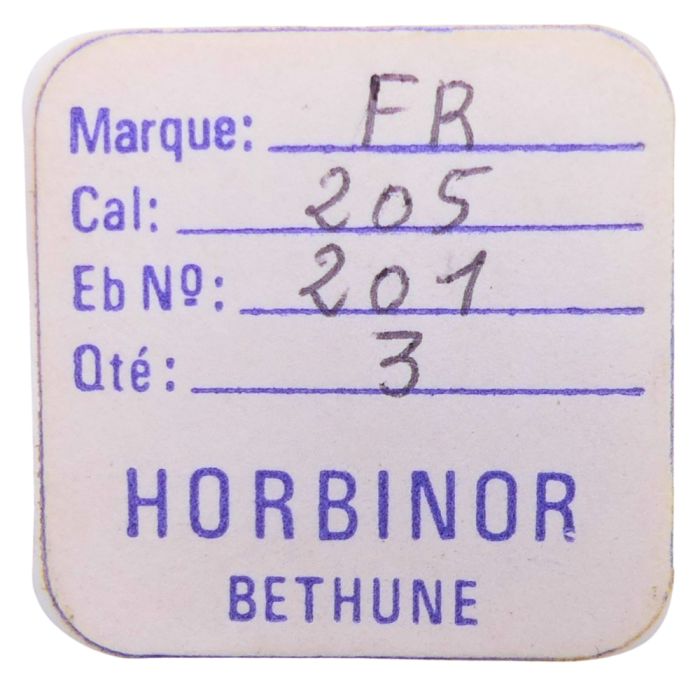 Marque: FR
Cal: 205
Eb Nº: 201
Qté: 3
HORBINOR
BETHUNE